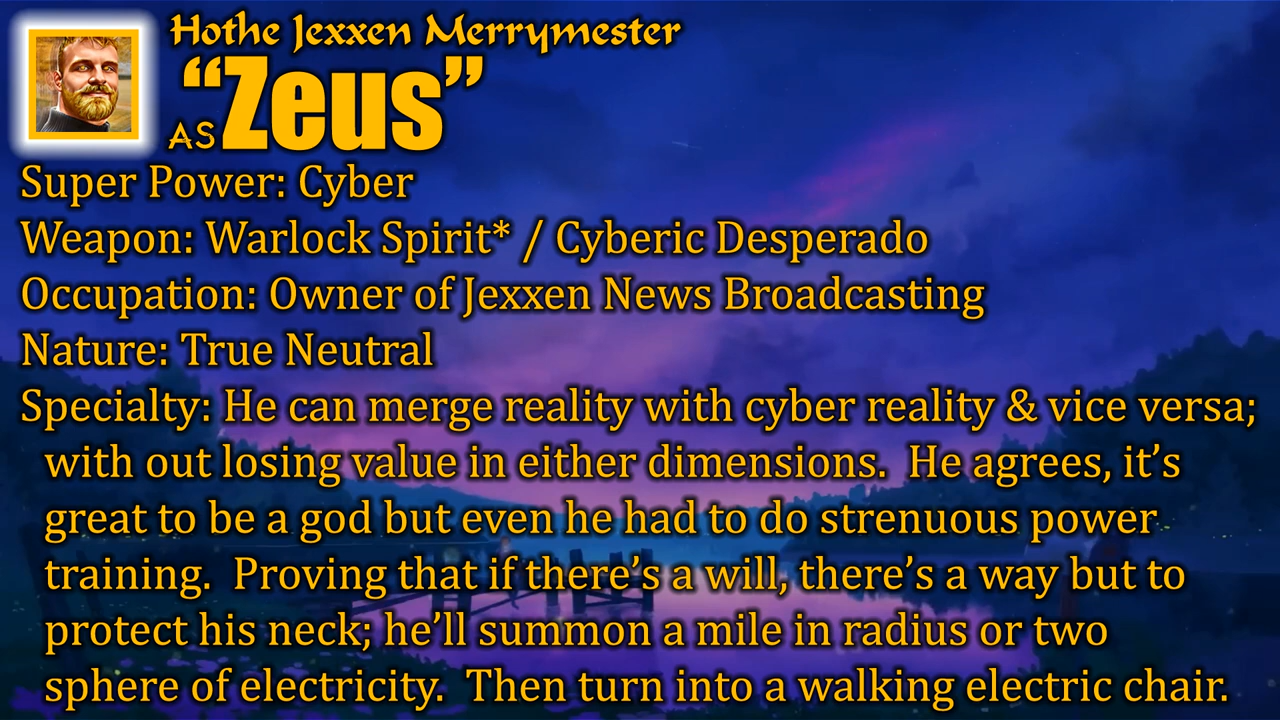 Hothe Jexxen Merrymester
as “Zeus”
Super Power: Cyber
Weapon: Warlock Spirit* / Cyberic Desperado
Occupation: Owner of Jexxen News Broadcasting
Nature: True Neutral
Specialty: He can merge reality with cyber reality & vice versa;
with out losing value in either dimensions.  He agrees, it’s
great to be a god but even he had to do strenuous power
training.  Proving that if there’s a will, there’s a way but to
protect his neck; he’ll summon a mile in radius or two
sphere of electricity.  Then turn into a walking electric chair.